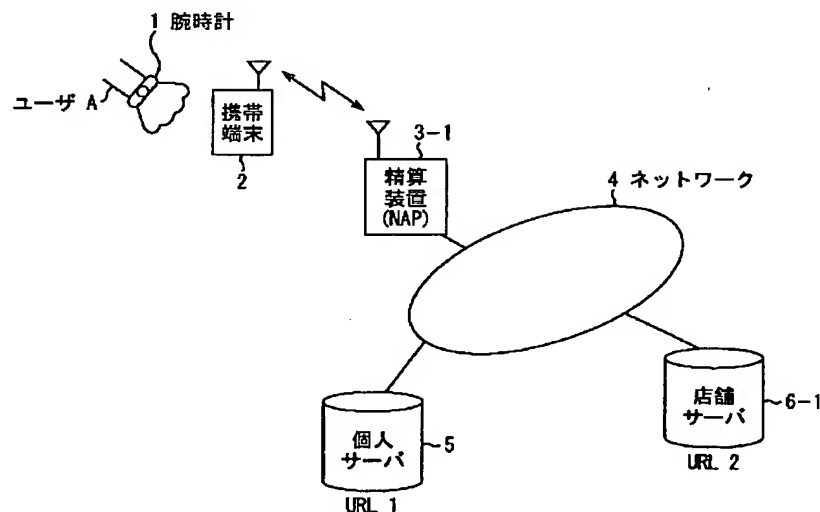 1 腕時計
ユーザ A
携帯
端末
2
3-1
精算
装置
(NAP)
4 ネットワーク
個人
サーバ
5
URL 1
店舗
サーバ
6-1
URL 2